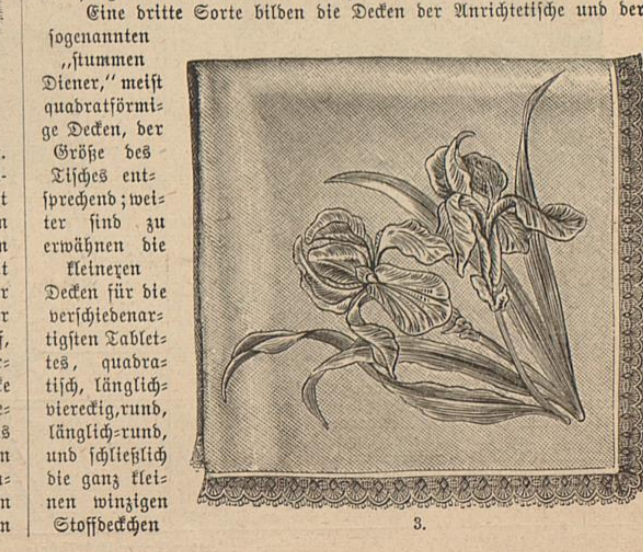 Eine dritte Sorte bilden die Decken der Anrichtetische und der
sogenannten
„stummen
Diener,“ meist
quadratförmi=
ge Decken, der
Größe des
Tisches ent=
sprechend; wei=
ter sind zu
erwähnen die
kleineren
Decken für die
verschiedenar=
tigsten Tablet=
tes, quadra=
tisch, länglich=
viereckig, rund,
länglich=rund,
und schließlich
die ganz klei=
nen winzigen
Stoffdeckchen
3.